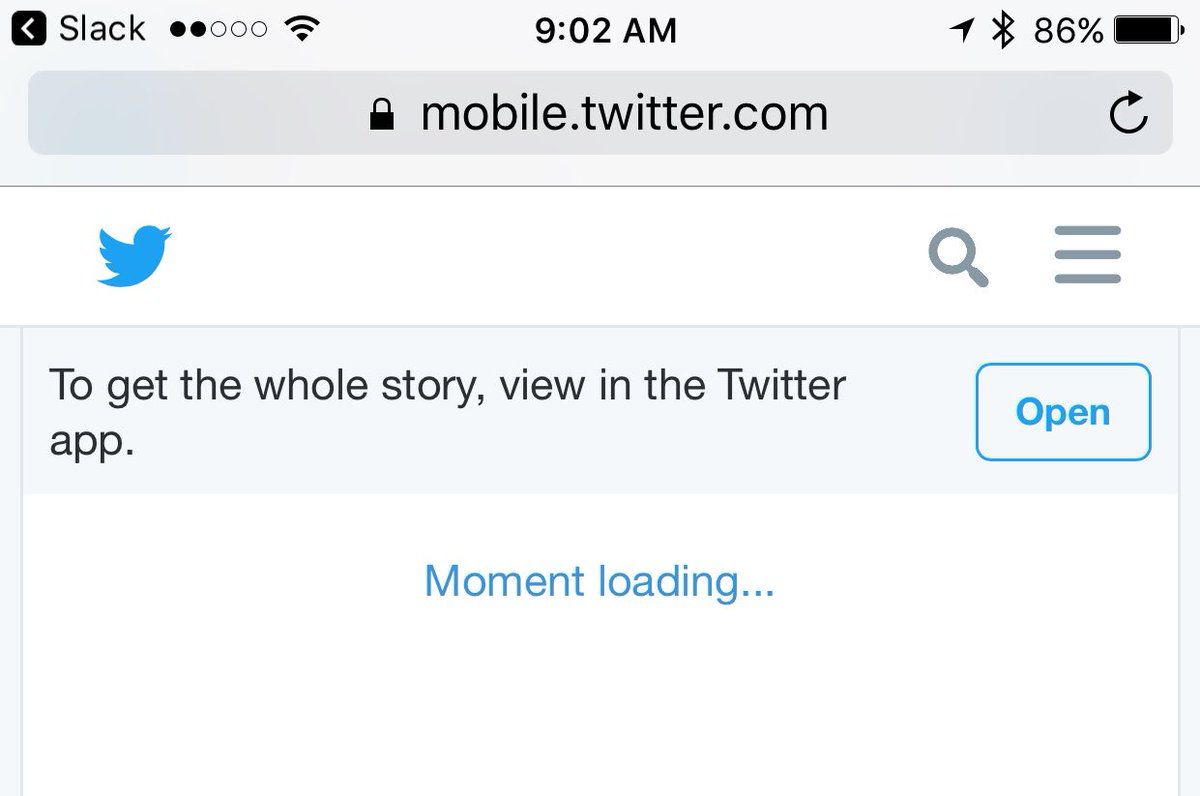 Slack 9:02 AM 86%
mobile.twitter.com
To get the whole story, view in the Twitter
app.
Open
Moment loading...